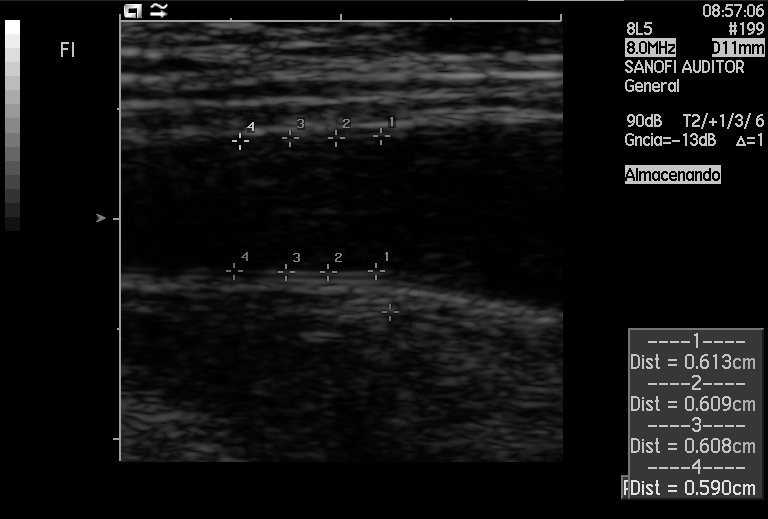 08:57:06
8L5 #199
8.0MHz D11mm
SANOFI AUDITOR
General
90dB T2/+1/3/ 6
Gncia=-13dB Δ=1
Almacenando
FI
4 3 2 1
4 3 2 1
----1----
Dist = 0.613cm
----2----
Dist = 0.609cm
----3----
Dist = 0.608cm
----4----
Dist = 0.590cm